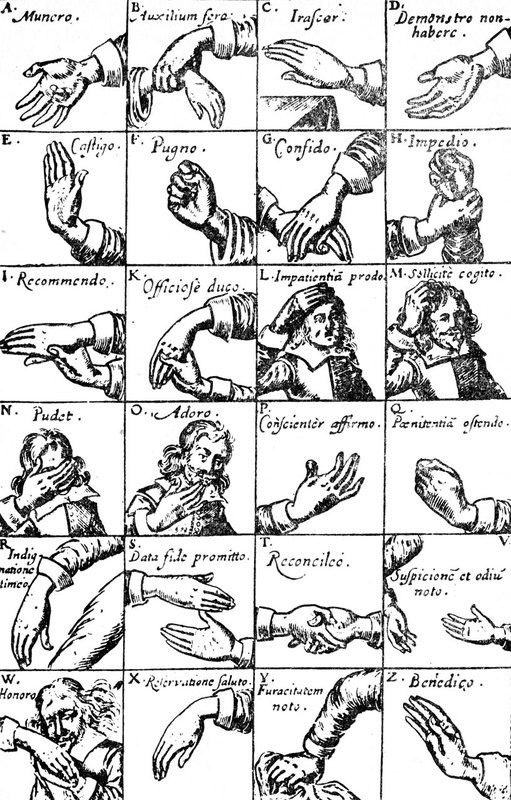 A. Munero.
B. Auxilium fero
C. Irascor.
D. Demonstro non-
habere.
E. Castigo.
F. Pugno.
G. Confido.
H. Impedio.
I. Recommendo.
K. Officiosè duco.
L. Impatientiā prodo.
M. Sollicitè cogito.
N. Pudet.
O. Adoro.
P. Conscientèr affirmo.
Q. Pœnitentiā ostendo.
R. Indig
natione
timeo.
S. Data fide promitto.
T. Reconcileo.
V.
Suspicionē et odiū
noto.
W.
Honoro
X. Reservatione saluto.
Y.
Furacitatem
noto.
Z. Benedico.